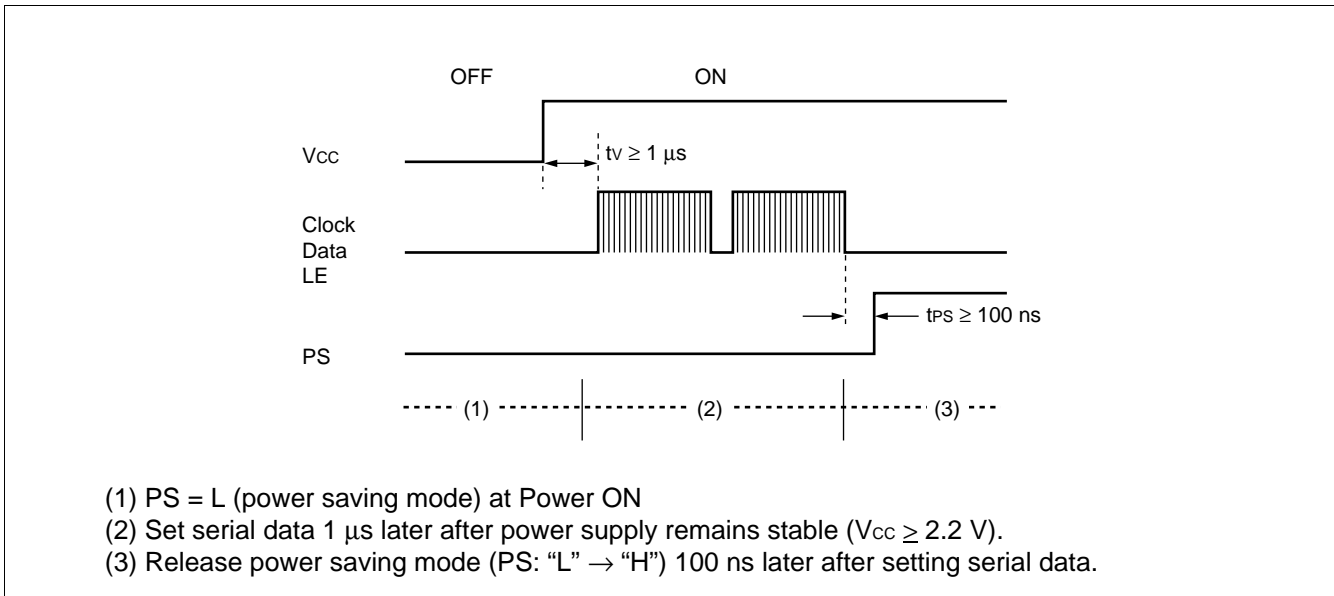 OFF ON
VCC
tV ≥ 1 μs
Clock
Data
LE
tPS ≥ 100 ns
PS
(1) (2) (3)
(1) PS = L (power saving mode) at Power ON
(2) Set serial data 1 μs later after power supply remains stable (VCC ≥ 2.2 V).
(3) Release power saving mode (PS: “L” → “H”) 100 ns later after setting serial data.